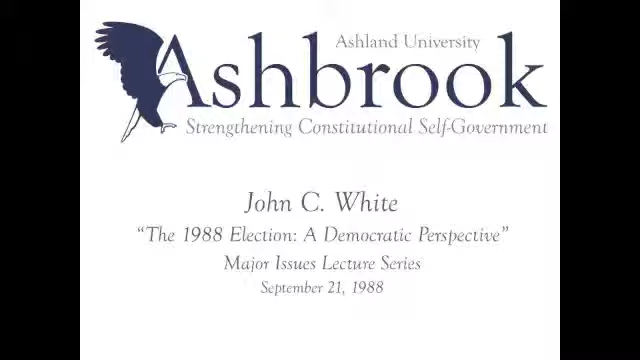 Ashland University
Ashbrook
Strengthening Constitutional Self-Government
John C. White
“The 1988 Election: A Democratic Perspective”
Major Issues Lecture Series
September 21, 1988